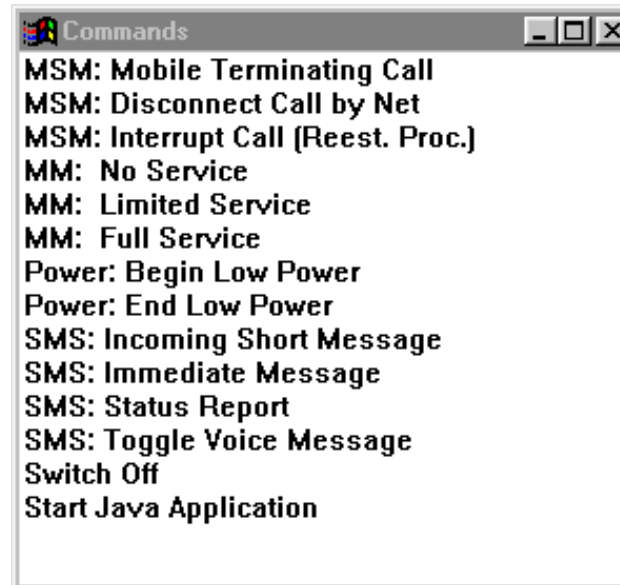 Commands
MSM: Mobile Terminating Call
MSM: Disconnect Call by Net
MSM: Interrupt Call (Reest. Proc.)
MM:  No Service
MM:  Limited Service
MM:  Full Service
Power: Begin Low Power
Power: End Low Power
SMS: Incoming Short Message
SMS: Immediate Message
SMS: Status Report
SMS: Toggle Voice Message
Switch Off
Start Java Application